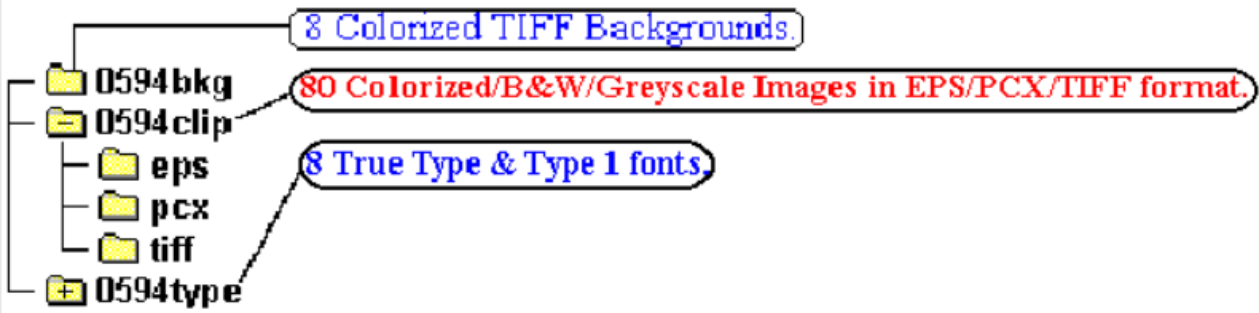 8 Colorized TIFF Backgrounds.
0594bkg
80 Colorized/B&W/Greyscale Images in EPS/PCX/TIFF format.
0594clip
eps
8 True Type & Type 1 fonts.
pcx
tiff
0594type